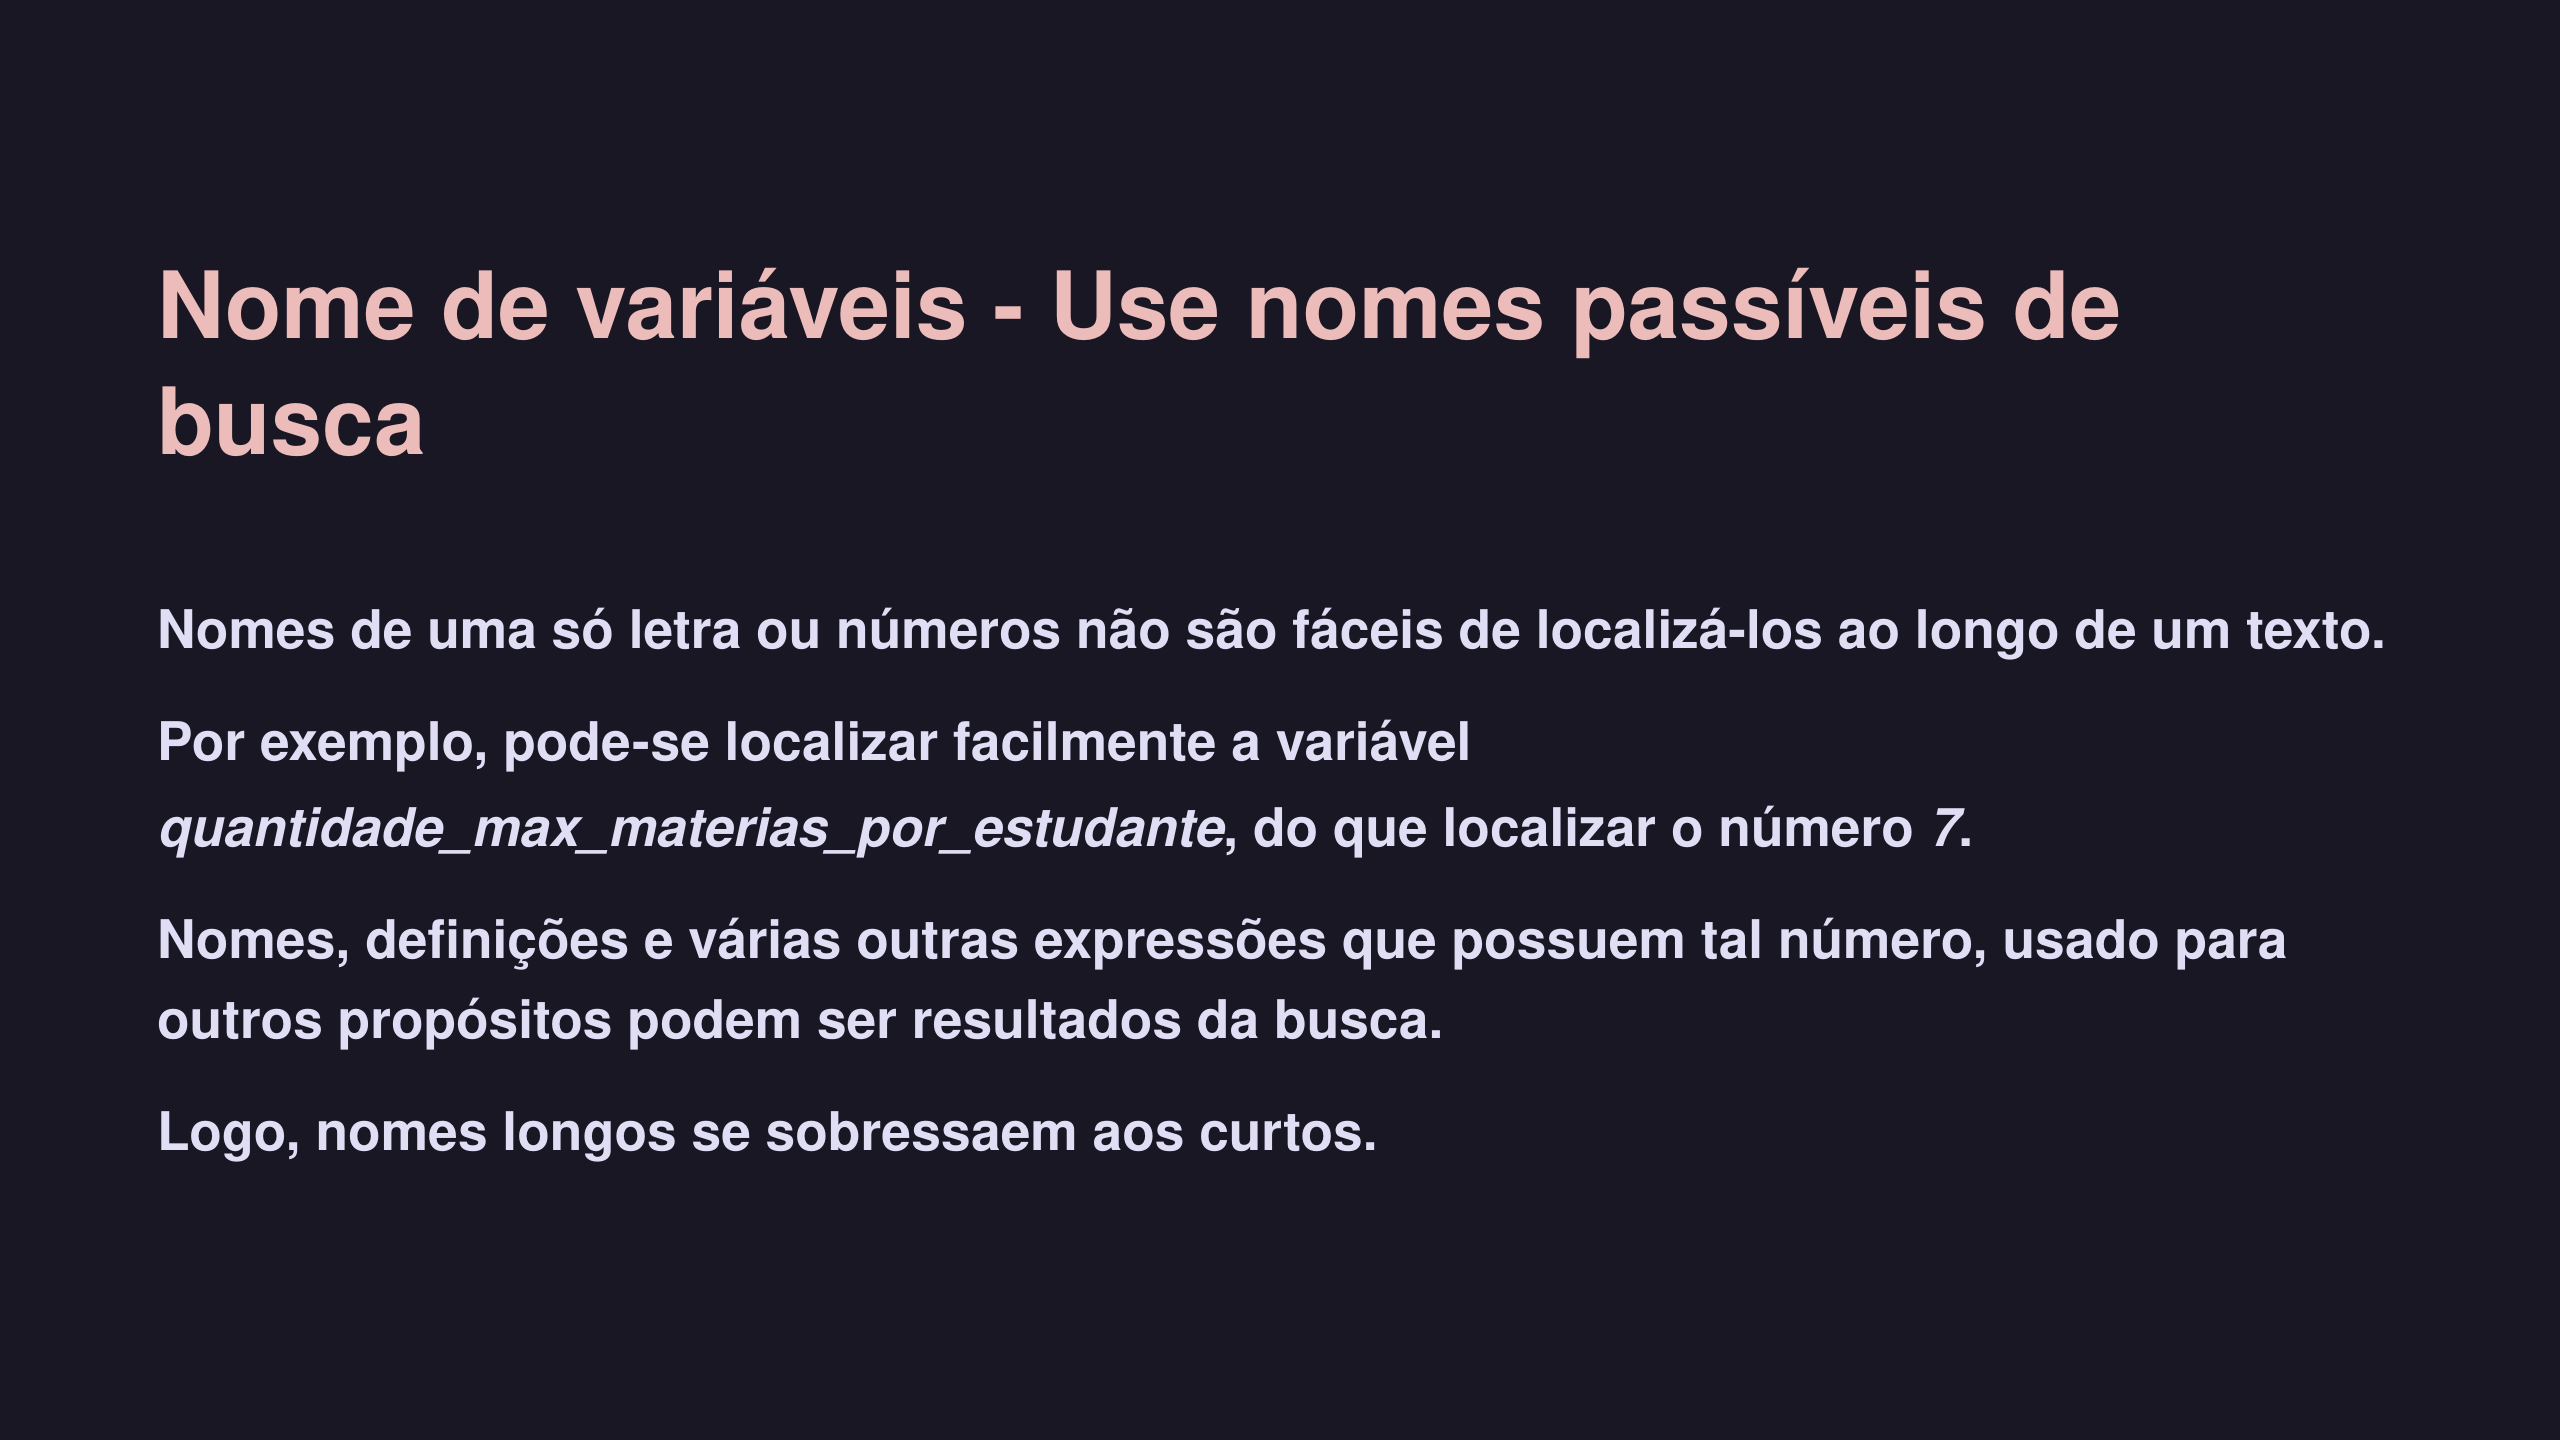 Nome de variáveis - Use nomes passíveis de
busca
Nomes de uma só letra ou números não são fáceis de localizá-los ao longo de um texto.
Por exemplo, pode-se localizar facilmente a variável
quantidade_max_materias_por_estudante, do que localizar o número 7.
Nomes, definições e várias outras expressões que possuem tal número, usado para
outros propósitos podem ser resultados da busca.
Logo, nomes longos se sobressaem aos curtos.